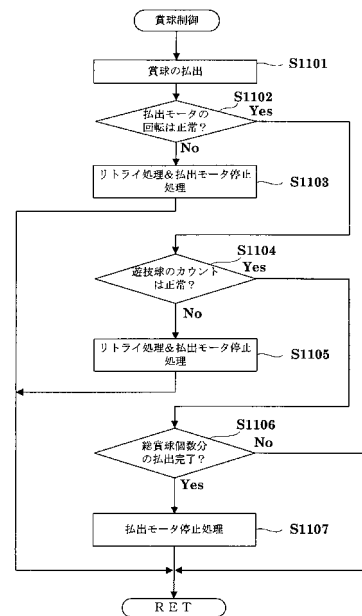 賞球制御
賞球の払出
S1101
払出モータの
回転は正常？
S1102
Yes
No
リトライ処理＆払出モータ停止
処理
S1103
遊技球のカウント
は正常？
S1104
Yes
No
リトライ処理＆払出モータ停止
処理
S1105
総賞球個数分
の払出完了？
S1106
No
Yes
払出モータ停止処理
S1107
RET